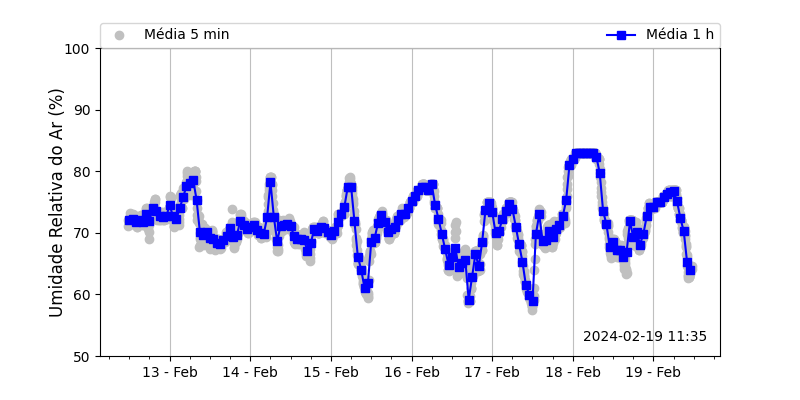 Média 5 min Média 1 h
Umidade Relativa do Ar (%)
100
90
80
70
60
50
2024-02-19 11:35
13 - Feb 14 - Feb 15 - Feb 16 - Feb 17 - Feb 18 - Feb 19 - Feb